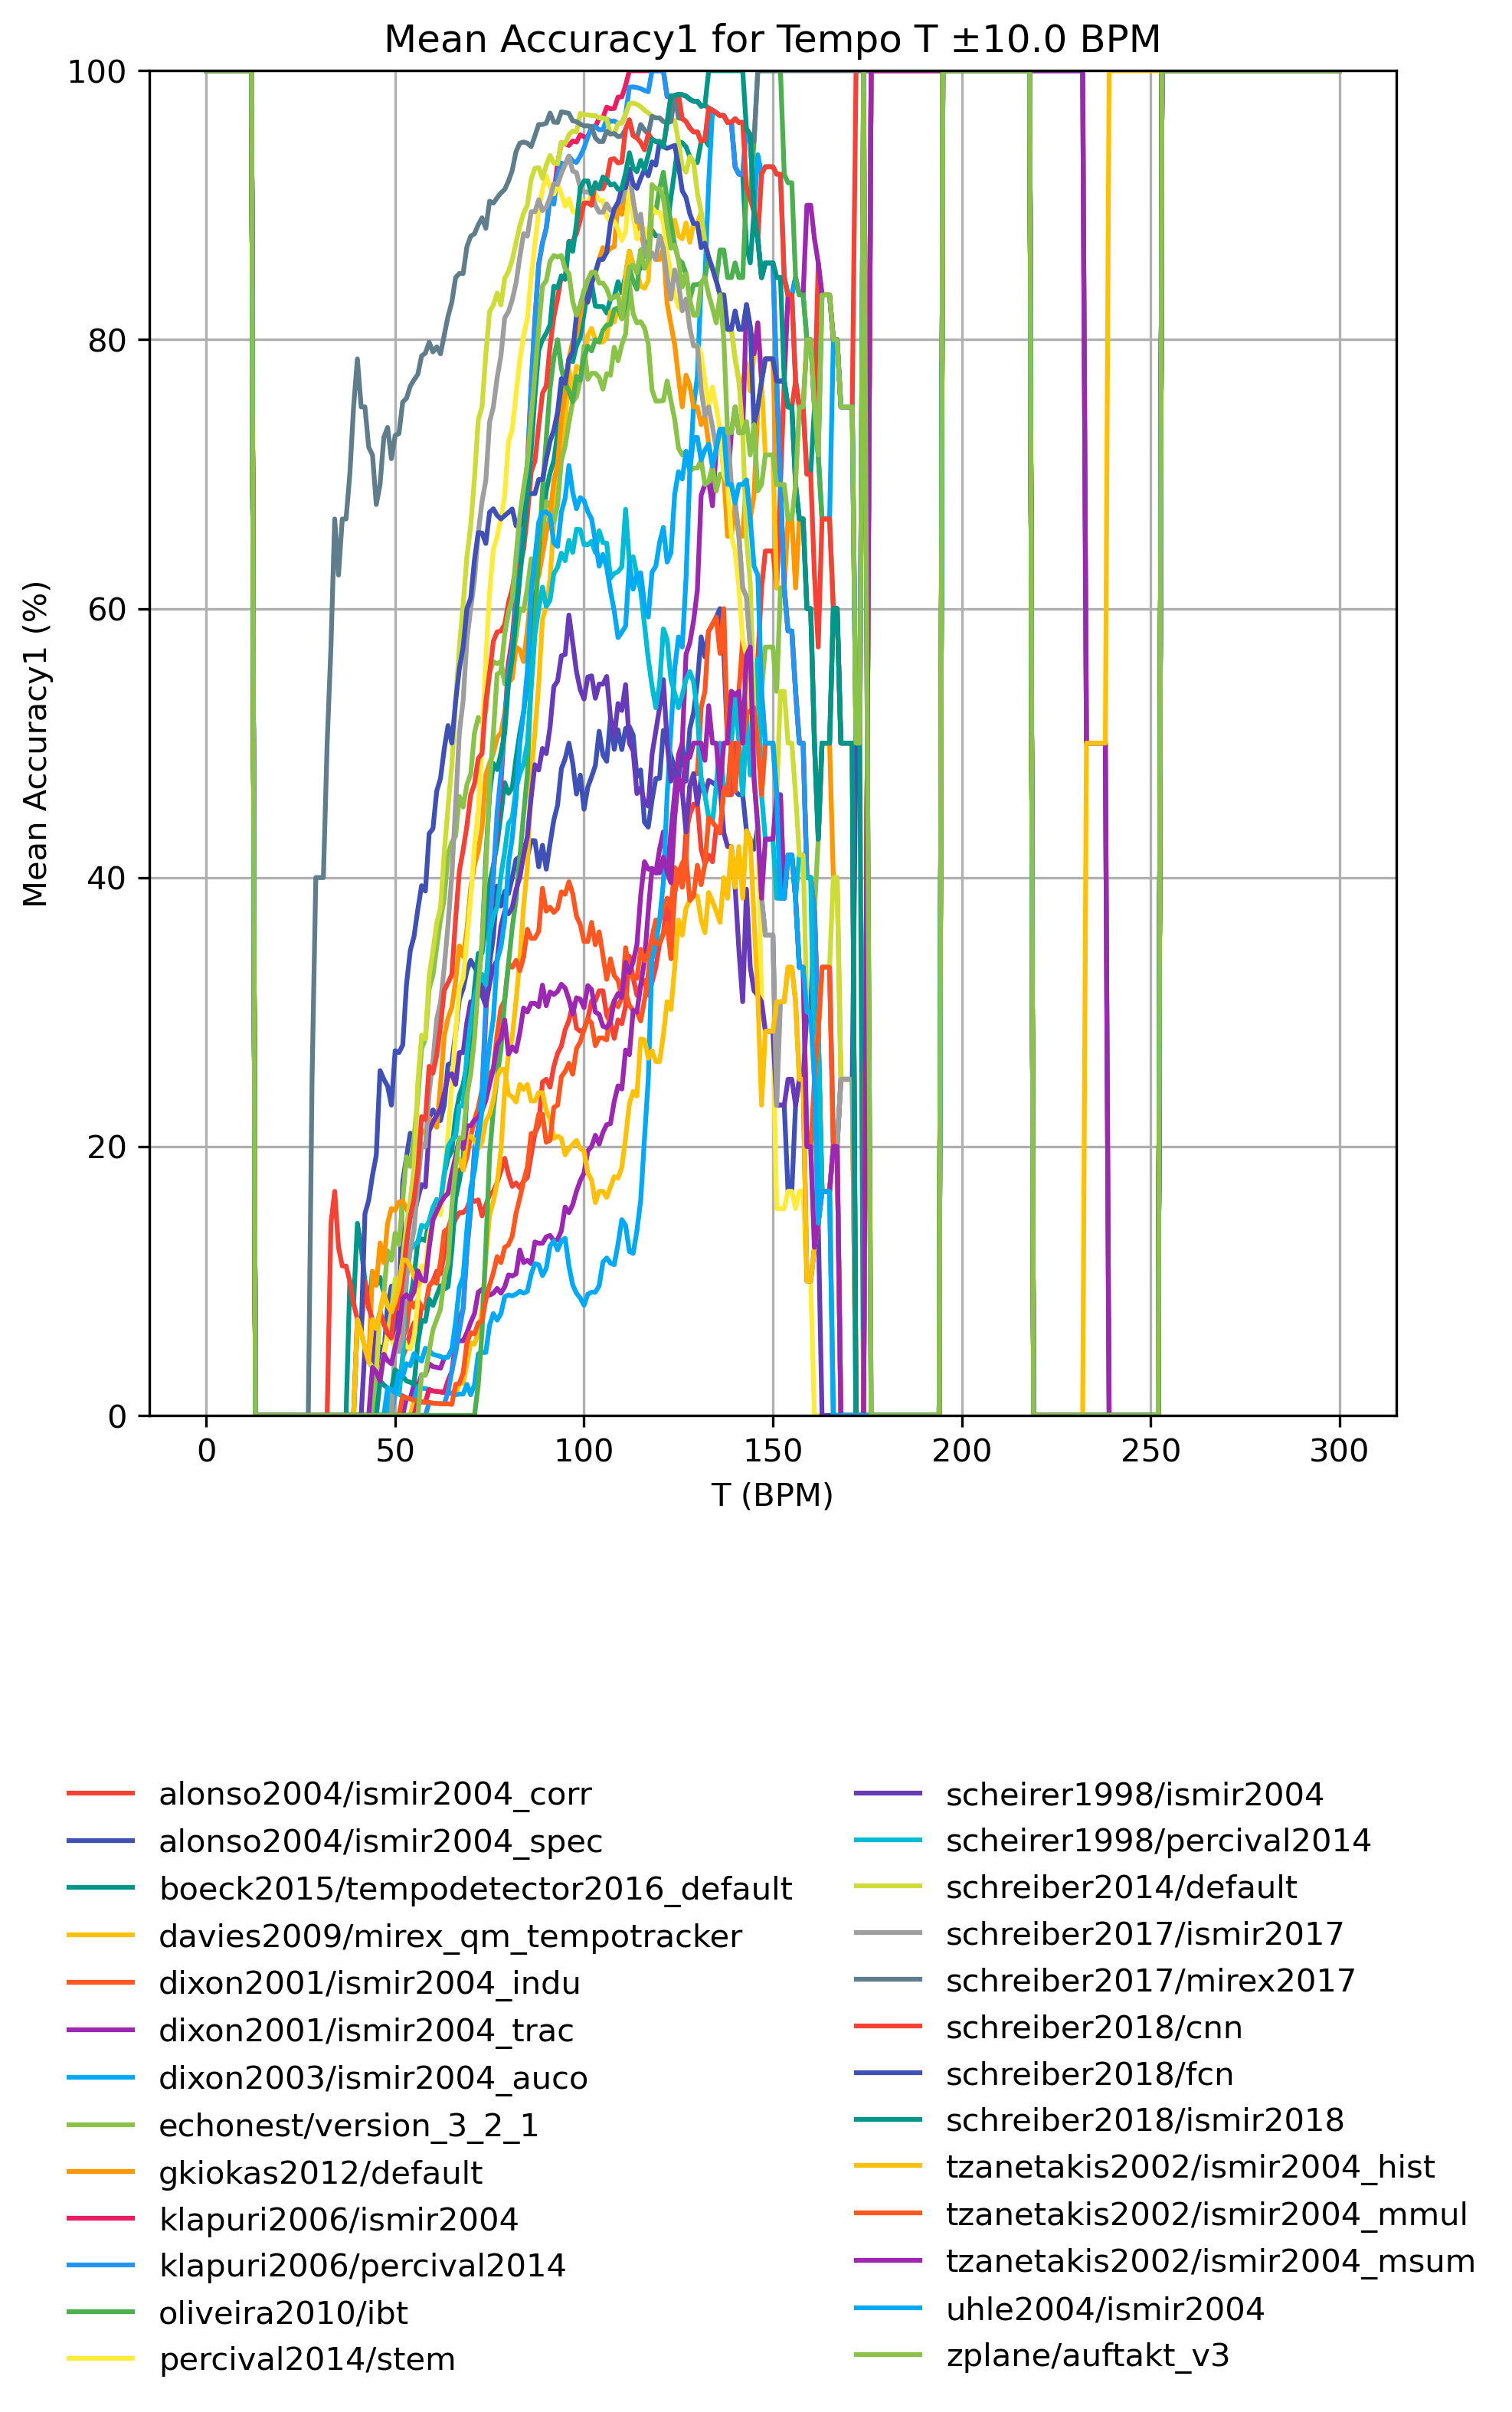 Mean Accuracy1 for Tempo T ±10.0 BPM
Mean Accuracy1 (%)
100
80
60
40
20
0
0 50 100 150 200 250 300
T (BPM)
alonso2004/ismir2004_corr
alonso2004/ismir2004_spec
boeck2015/tempodetector2016_default
davies2009/mirex_qm_tempotracker
dixon2001/ismir2004_indu
dixon2001/ismir2004_trac
dixon2003/ismir2004_auco
echonest/version_3_2_1
gkiokas2012/default
klapuri2006/ismir2004
klapuri2006/percival2014
oliveira2010/ibt
percival2014/stem
scheirer1998/ismir2004
scheirer1998/percival2014
schreiber2014/default
schreiber2017/ismir2017
schreiber2017/mirex2017
schreiber2018/cnn
schreiber2018/fcn
schreiber2018/ismir2018
tzanetakis2002/ismir2004_hist
tzanetakis2002/ismir2004_mmul
tzanetakis2002/ismir2004_msum
uhle2004/ismir2004
zplane/auftakt_v3